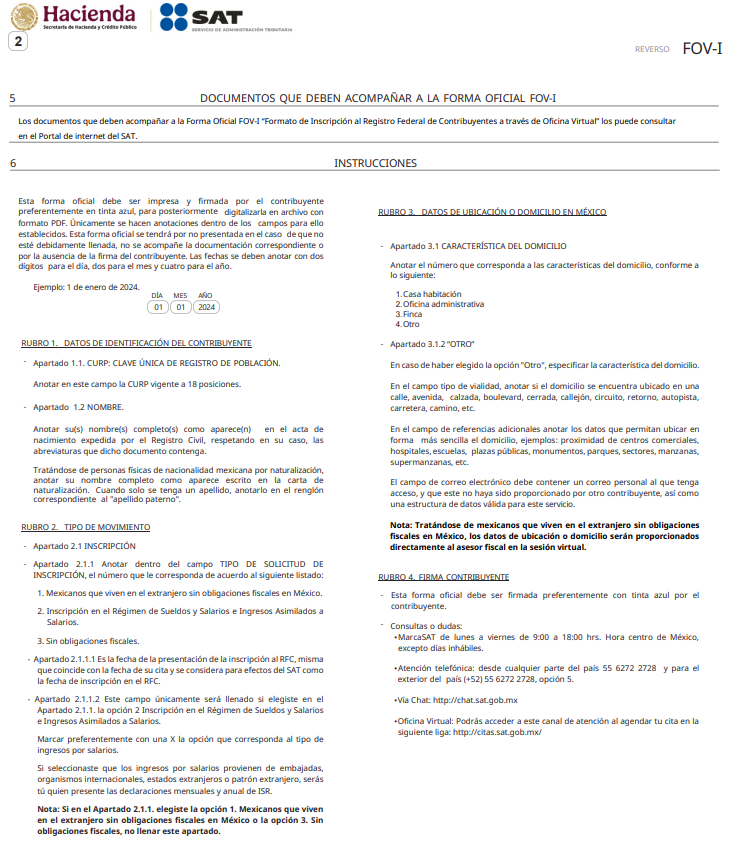 Hacienda
Secretaría de Hacienda y Crédito Público
SAT
SERVICIO DE ADMINISTRACIÓN TRIBUTARIA
2
REVERSO FOV-I
5 DOCUMENTOS QUE DEBEN ACOMPAÑAR A LA FORMA OFICIAL FOV-I
Los documentos que deben acompañar a la Forma Oficial FOV-I "Formato de Inscripción al Registro Federal de Contribuyentes a través de Oficina Virtual" los puede consultar
en el Portal de internet del SAT.
6 INSTRUCCIONES
Esta forma oficial debe ser impresa y firmada por el contribuyente
preferentemente en tinta azul, para posteriormente digitalizarla en archivo con
formato PDF. Únicamente se hacen anotaciones dentro de los campos para ello
establecidos. Esta forma oficial se tendrá por no presentada en el caso de que no
esté debidamente llenada, no se acompañe la documentación correspondiente o
por la ausencia de la firma del contribuyente. Las fechas se deben anotar con dos
dígitos para el día, dos para el mes y cuatro para el año.
Ejemplo: 1 de enero de 2024.
DÍA MES AÑO
01 01 2024
RUBRO 1. DATOS DE IDENTIFICACIÓN DEL CONTRIBUYENTE
- Apartado 1.1. CURP: CLAVE ÚNICA DE REGISTRO DE POBLACIÓN.
Anotar en este campo la CURP vigente a 18 posiciones.
- Apartado 1.2 NOMBRE.
Anotar su(s) nombre(s) completo(s) como aparece(n) en el acta de
nacimiento expedida por el Registro Civil, respetando en su caso, las
abreviaturas que dicho documento contenga.
Tratándose de personas físicas de nacionalidad mexicana por naturalización,
anotar su nombre completo como aparece escrito en la carta de
naturalización. Cuando solo se tenga un apellido, anotarlo en el renglón
correspondiente al "apellido paterno".
RUBRO 2. TIPO DE MOVIMIENTO
- Apartado 2.1 INSCRIPCIÓN
- Apartado 2.1.1 Anotar dentro del campo TIPO DE SOLICITUD DE
INSCRIPCIÓN, el número que le corresponda de acuerdo al siguiente listado:
1. Mexicanos que viven en el extranjero sin obligaciones fiscales en México.
2. Inscripción en el Régimen de Sueldos y Salarios e Ingresos Asimilados a
Salarios.
3. Sin obligaciones fiscales.
- Apartado 2.1.1.1 Es la fecha de la presentación de la inscripción al RFC, misma
que coincide con la fecha de su cita y se considera para efectos del SAT como
la fecha de inscripción en el RFC.
- Apartado 2.1.1.2 Este campo únicamente será llenado si elegiste en el
Apartado 2.1.1. la opción 2 Inscripción en el Régimen de Sueldos y Salarios
e Ingresos Asimilados a Salarios.
Marcar preferentemente con una X la opción que corresponda al tipo de
ingresos por salarios.
Si seleccionaste que los ingresos por salarios provienen de embajadas,
organismos internacionales, estados extranjeros o patrón extranjero, serás
tú quien presente las declaraciones mensuales y anual de ISR.
Nota: Si en el Apartado 2.1.1. elegiste la opción 1. Mexicanos que viven
en el extranjero sin obligaciones fiscales en México o la opción 3. Sin
obligaciones fiscales, no llenar este apartado.
RUBRO 3. DATOS DE UBICACIÓN O DOMICILIO EN MÉXICO
- Apartado 3.1 CARACTERÍSTICA DEL DOMICILIO
Anotar el número que corresponda a las características del domicilio, conforme a
lo siguiente:
1. Casa habitación
2. Oficina administrativa
3. Finca
4. Otro
- Apartado 3.1.2 "OTRO"
En caso de haber elegido la opción "Otro", especificar la característica del domicilio.
En el campo tipo de vialidad, anotar si el domicilio se encuentra ubicado en una
calle, avenida, calzada, boulevard, cerrada, callejón, circuito, retorno, autopista,
carretera, camino, etc.
En el campo de referencias adicionales anotar los datos que permitan ubicar en
forma más sencilla el domicilio, ejemplos: proximidad de centros comerciales,
hospitales, escuelas, plazas públicas, monumentos, parques, sectores, manzanas,
supermanzanas, etc.
El campo de correo electrónico debe contener un correo personal al que tenga
acceso, y que este no haya sido proporcionado por otro contribuyente, así como
una estructura de datos válida para este servicio.
Nota: Tratándose de mexicanos que viven en el extranjero sin obligaciones
fiscales en México, los datos de ubicación o domicilio serán proporcionados
directamente al asesor fiscal en la sesión virtual.
RUBRO 4. FIRMA CONTRIBUYENTE
- Esta forma oficial debe ser firmada preferentemente con tinta azul por el
contribuyente.
- Consultas o dudas:
•MarcaSAT de lunes a viernes de 9:00 a 18:00 hrs. Hora centro de México,
excepto días inhábiles.
•Atención telefónica: desde cualquier parte del país 55 6272 2728 y para el
exterior del país (+52) 55 6272 2728, opción 5.
•Vía Chat: http://chat.sat.gob.mx
•Oficina Virtual: Podrás acceder a este canal de atención al agendar tu cita en la
siguiente liga: http://citas.sat.gob.mx/